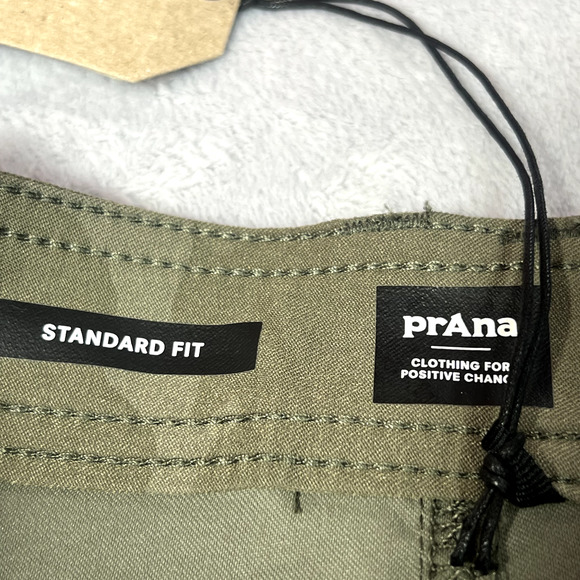 STANDARD FIT
prAna
CLOTHING FOR
POSITIVE